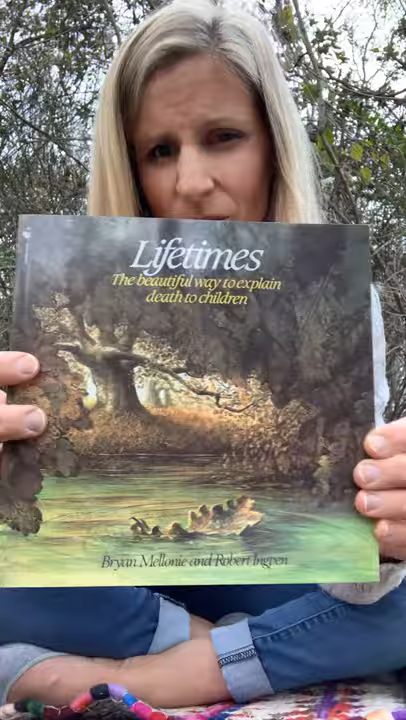 Lifetimes
The beautiful way to explain
death to children
Bryan Mellonie and Robert Ingpen